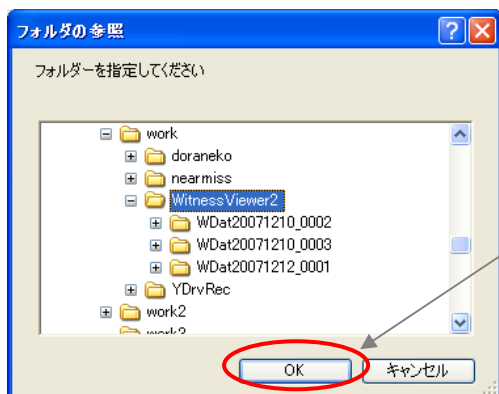 フォルダの参照
フォルダーを指定してください
work
doraneko
nearmiss
WitnessViewer2
WDat20071210_0002
WDat20071210_0003
WDat20071212_0001
YDrvRec
work2
work3
OK
キャンセル